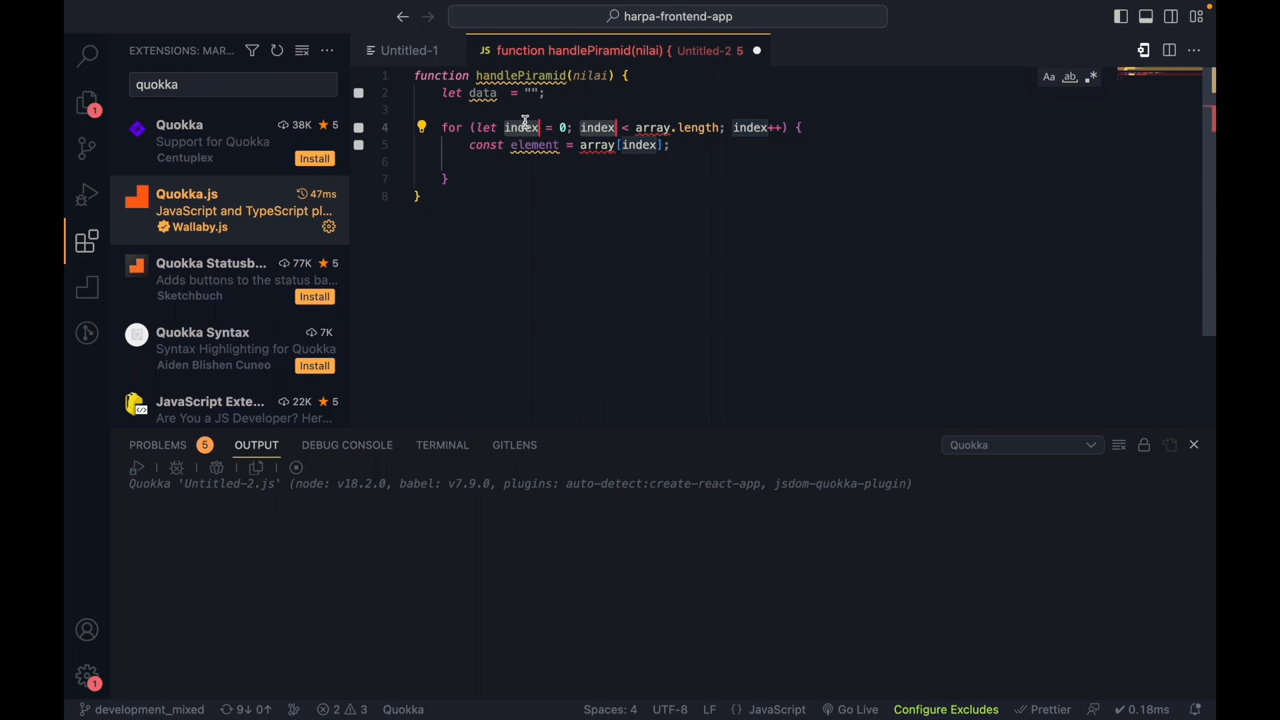 harpa-frontend-app
EXTENSIONS: MAR...
quokka
Quokka 38K ★ 5
Support for Quokka
Centuplex Install
Quokka.js 47ms
JavaScript and TypeScript pl...
Wallaby.js
Quokka Statusb... 77K ★ 5
Adds buttons to the status ba...
Sketchbuch Install
Quokka Syntax 7K
Syntax Highlighting for Quokka
Aiden Blishen Cuneo Install
JavaScript Exte... 22K ★ 5
Are You a JS Developer? Her...
1
1
Untitled-1
JS function handlePiramid(nilai) { Untitled-2 5
Aa ab
1 function handlePiramid(nilai) {
2 let data = "";
3
4 for (let index = 0; index < array.length; index++) {
5 const element = array[index];
6
7 }
8 }
PROBLEMS 5 OUTPUT DEBUG CONSOLE TERMINAL GITLENS
Quokka
Quokka 'Untitled-2.js' (node: v18.2.0, babel: v7.9.0, plugins: auto-detect:create-react-app, jsdom-quokka-plugin)
development_mixed 9↓ 0↑ 2 3 Quokka Spaces: 4 UTF-8 LF {} JavaScript Go Live Configure Excludes Prettier ✓ 0.18ms